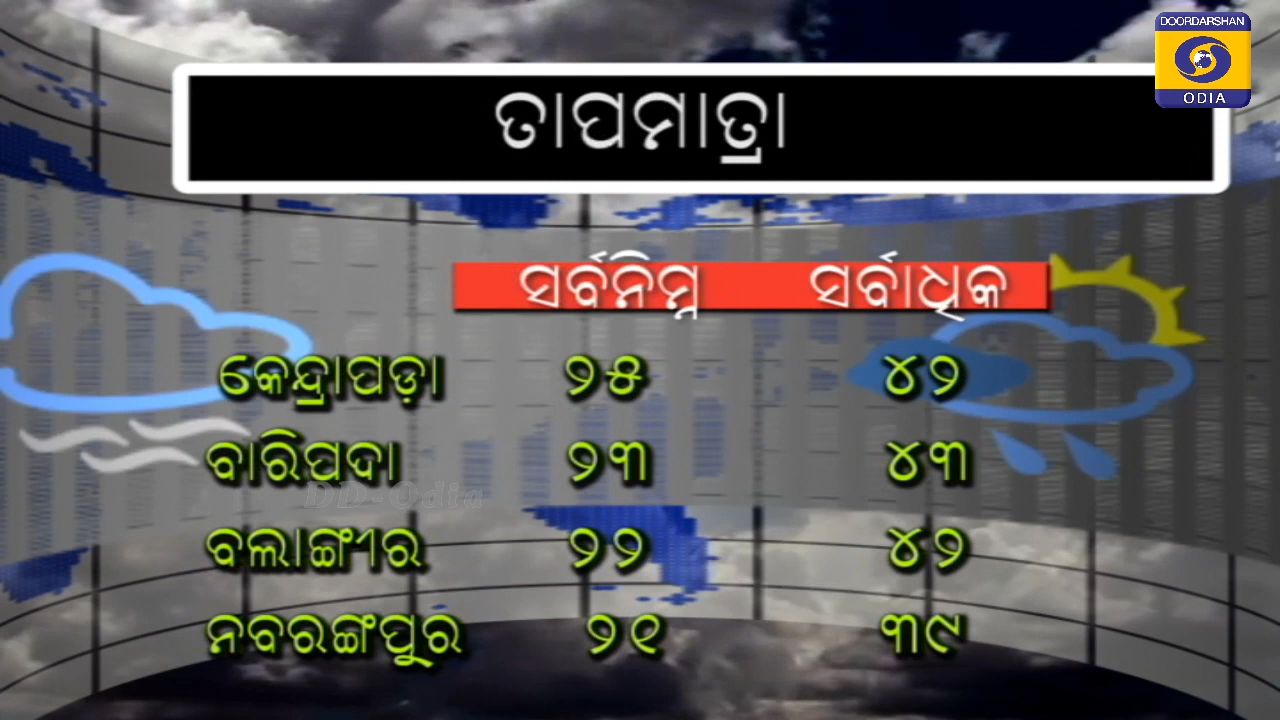 DOORDARSHAN
ODIA
ତାପମାତ୍ରା
ସର୍ବନିମ୍ନ ସର୍ବାଧିକ
କେନ୍ଦ୍ରାପଡ଼ା ୨୫ ୪୨
ବାରିପଦା ୨୩ ୪୩
DD-Odia
ବଲାଙ୍ଗୀର ୨୨ ୪୨
ନବରଙ୍ଗପୁର ୨୧ ୩୯